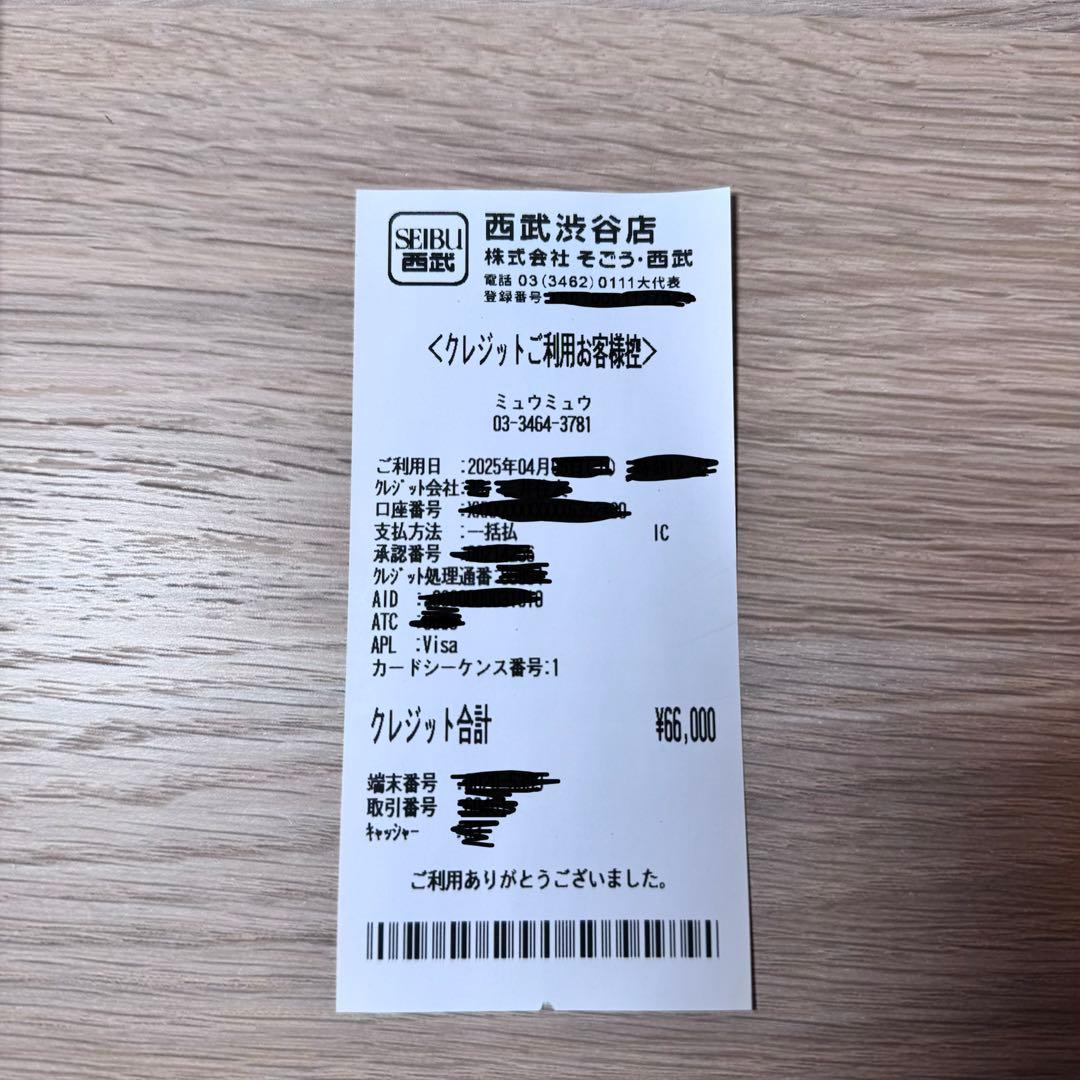 SEIBU
西武
西武渋谷店
株式会社 そごう・西武
電話 03(3462)0111大代表
登録番号
<クレジットご利用お客様控>
ミュウミュウ
03-3464-3781
ご利用日 :2025年04月
クレジット会社:
口座番号 :
支払方法 :一括払 IC
承認番号
クレジット処理通番
AID :
ATC :
APL :Visa
カードシーケンス番号:1
クレジット合計 ¥66,000
端末番号
取引番号
キャッシャー
ご利用ありがとうございました。